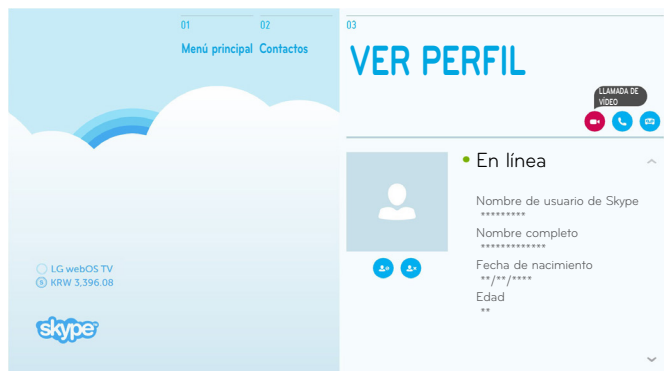 01
02
03
Menú principal
Contactos
VER PERFIL
LLAMADA DE
VÍDEO
En línea
Nombre de usuario de Skype
*********
Nombre completo
*************
Fecha de nacimiento
**/**/****
Edad
**
LG webOS TV
KRW 3,396.08
skype